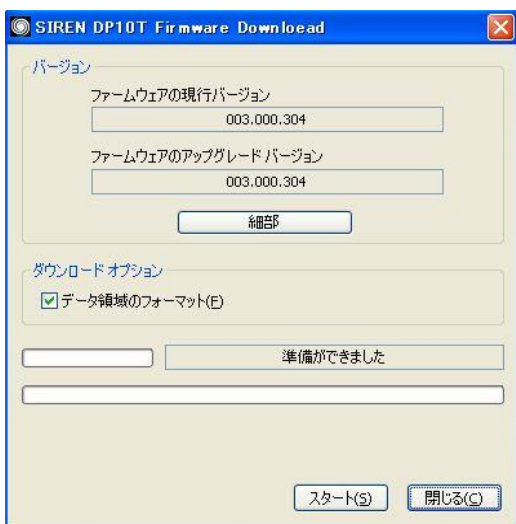 SIREN DP10T Firmware Downloead
バージョン
ファームウェアの現行バージョン
003.000.304
ファームウェアのアップグレード バージョン
003.000.304
細部
ダウンロード オプション
データ領域のフォーマット(F)
準備ができました
スタート(S)
閉じる(C)